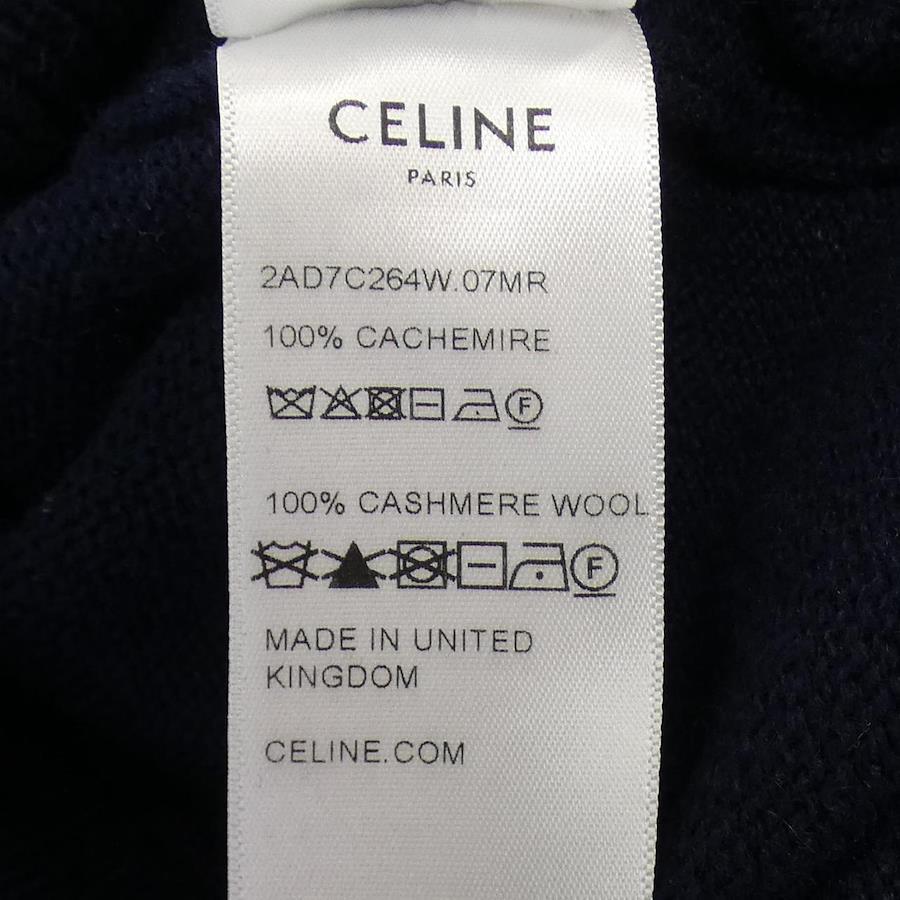 CELINE
PARIS
2AD7C264W.07MR
100% CACHEMIRE
F
100% CASHMERE WOOL
F
MADE IN UNITED
KINGDOM
CELINE.COM